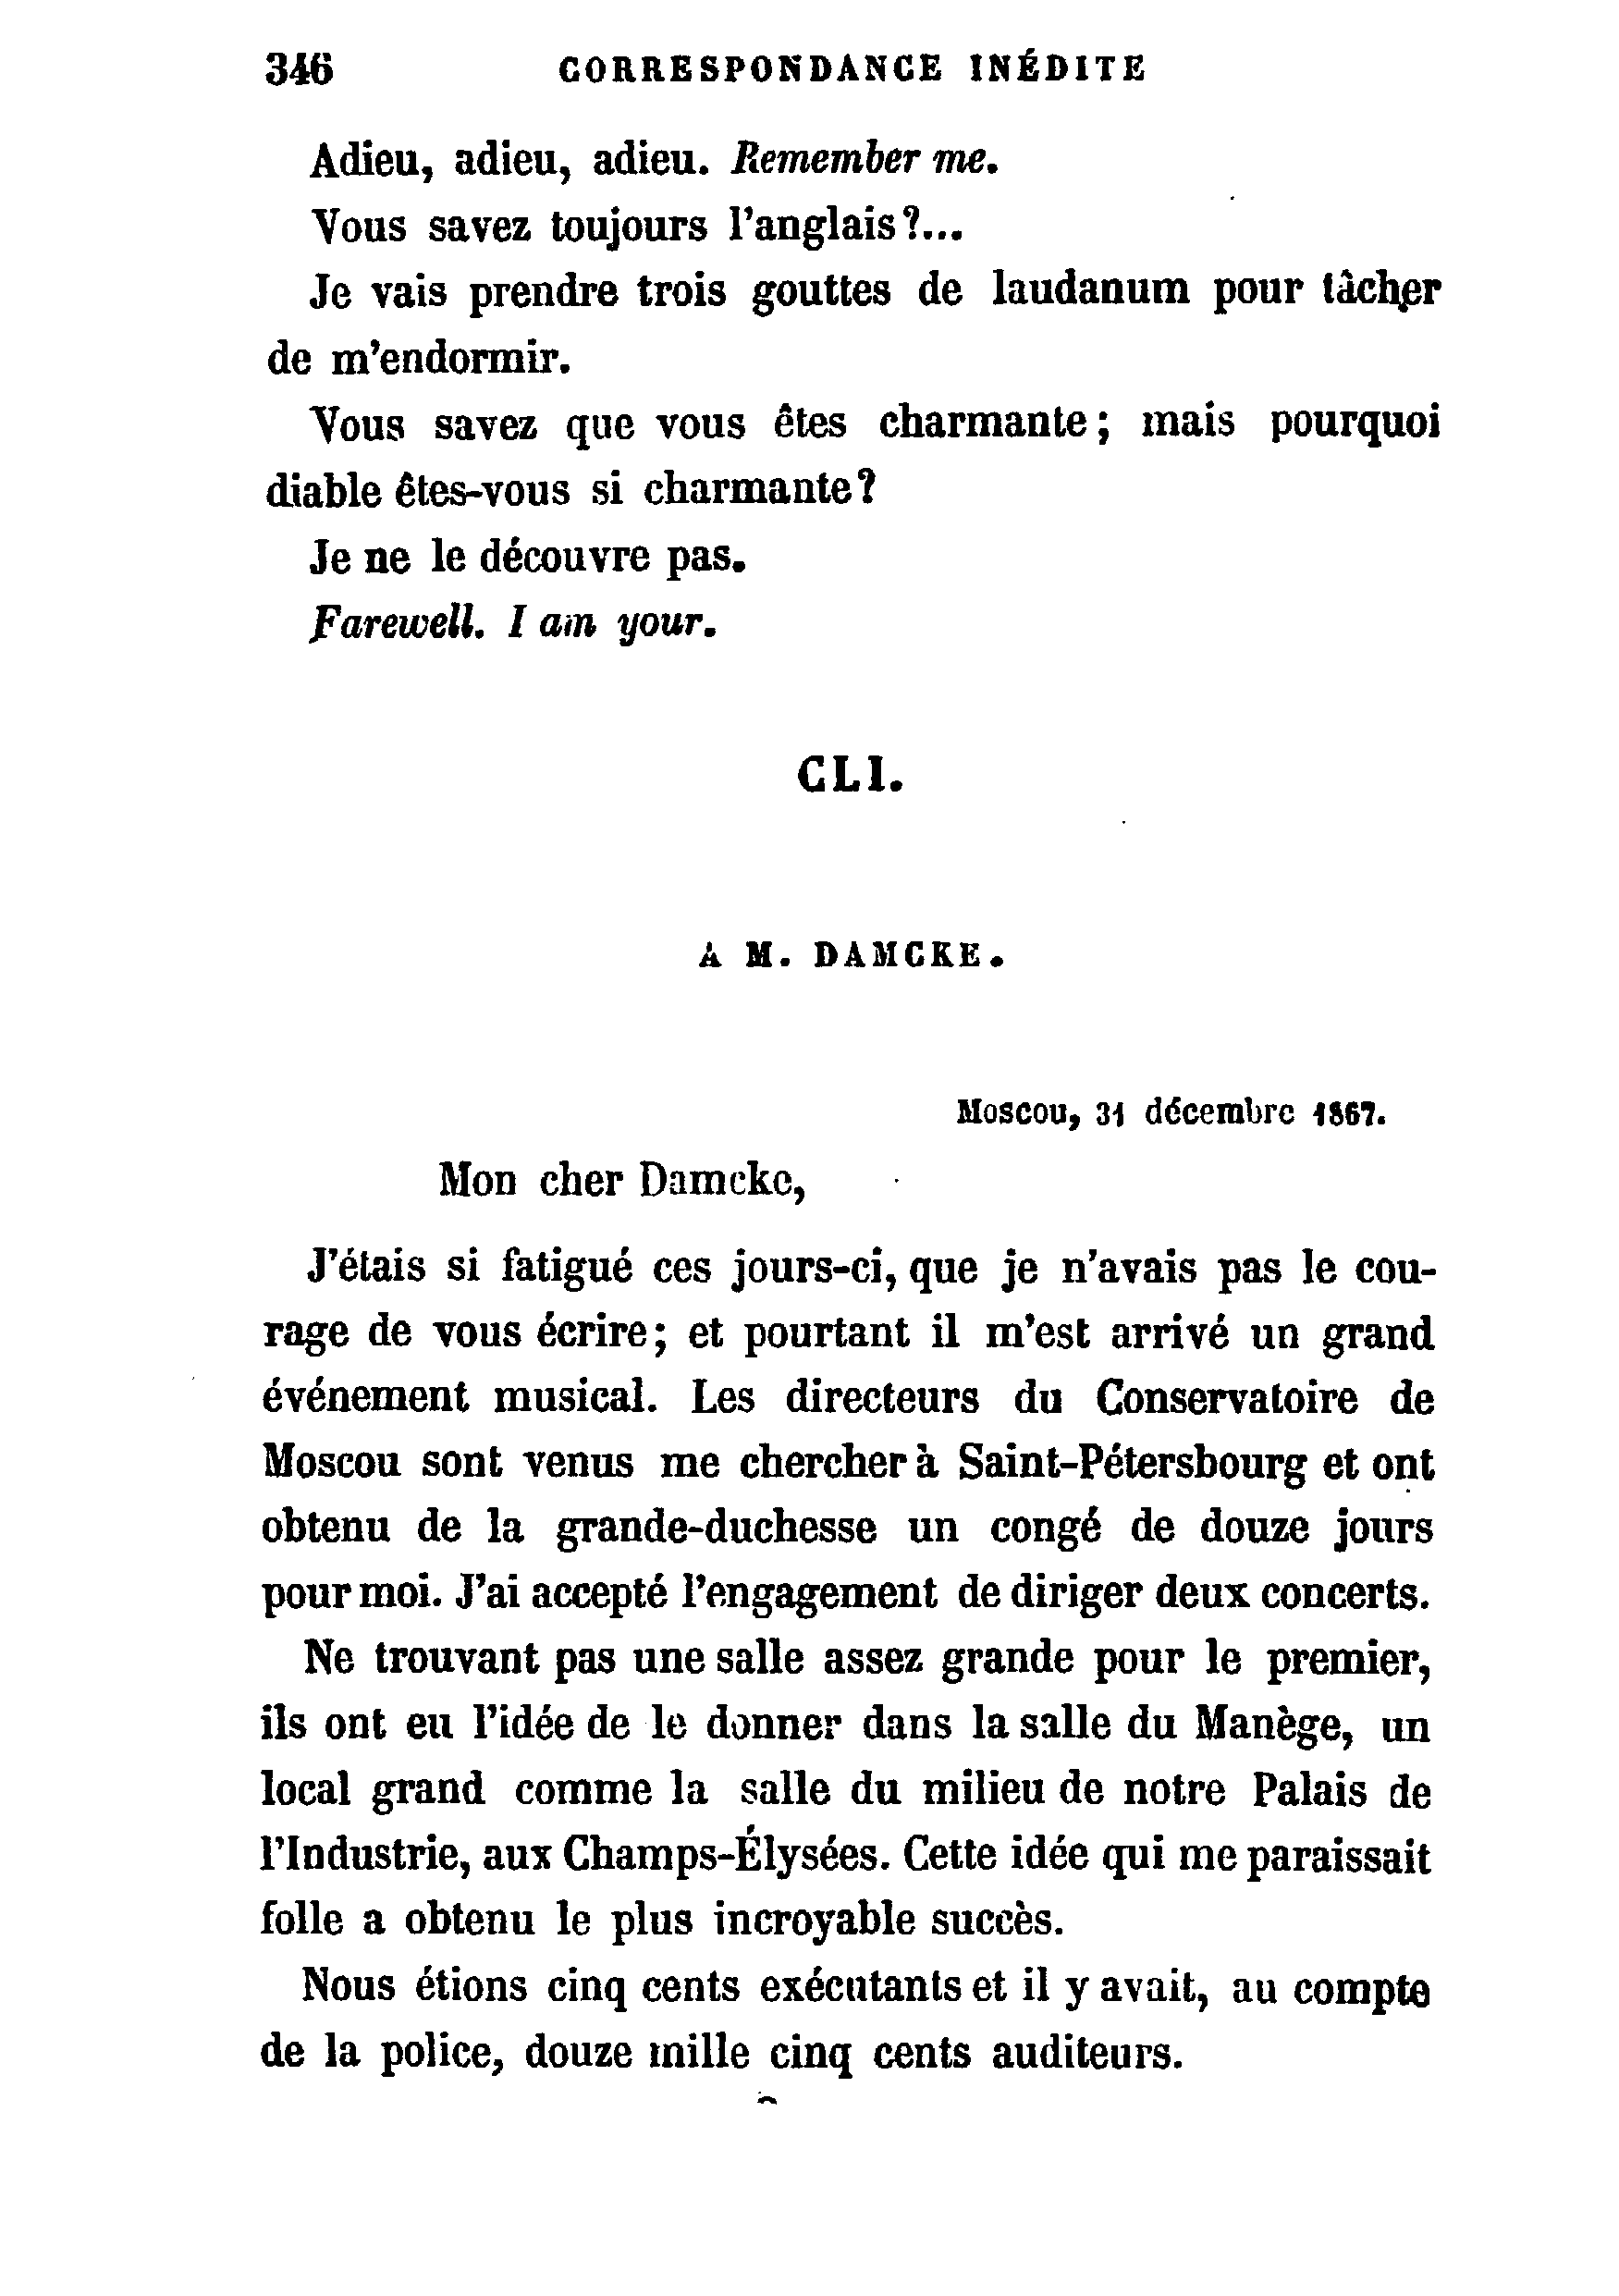 346 CORRESPONDANCE INÉDITE
Adieu, adieu, adieu. Remember me.
Vous savez toujours l'anglais?...
Je vais prendre trois gouttes de laudanum pour tâcher
de m'endormir.
Vous savez que vous êtes charmante; mais pourquoi
diable êtes-vous si charmante?
Je ne le découvre pas.
Farewell. I am your.
CLI.
A M. DAMCKE.
Moscou, 31 décembre 1867.
Mon cher Damcke,
J'étais si fatigué ces jours-ci, que je n'avais pas le cou-
rage de vous écrire; et pourtant il m'est arrivé un grand
événement musical. Les directeurs du Conservatoire de
Moscou sont venus me chercher à Saint-Pétersbourg et ont
obtenu de la grande-duchesse un congé de douze jours
pour moi. J'ai accepté l'engagement de diriger deux concerts.
Ne trouvant pas une salle assez grande pour le premier,
ils ont eu l'idée de le donner dans la salle du Manège, un
local grand comme la salle du milieu de notre Palais de
l'Industrie, aux Champs-Élysées. Cette idée qui me paraissait
folle a obtenu le plus incroyable succès.
Nous étions cinq cents exécutants et il y avait, au compte
de la police, douze mille cinq cents auditeurs.